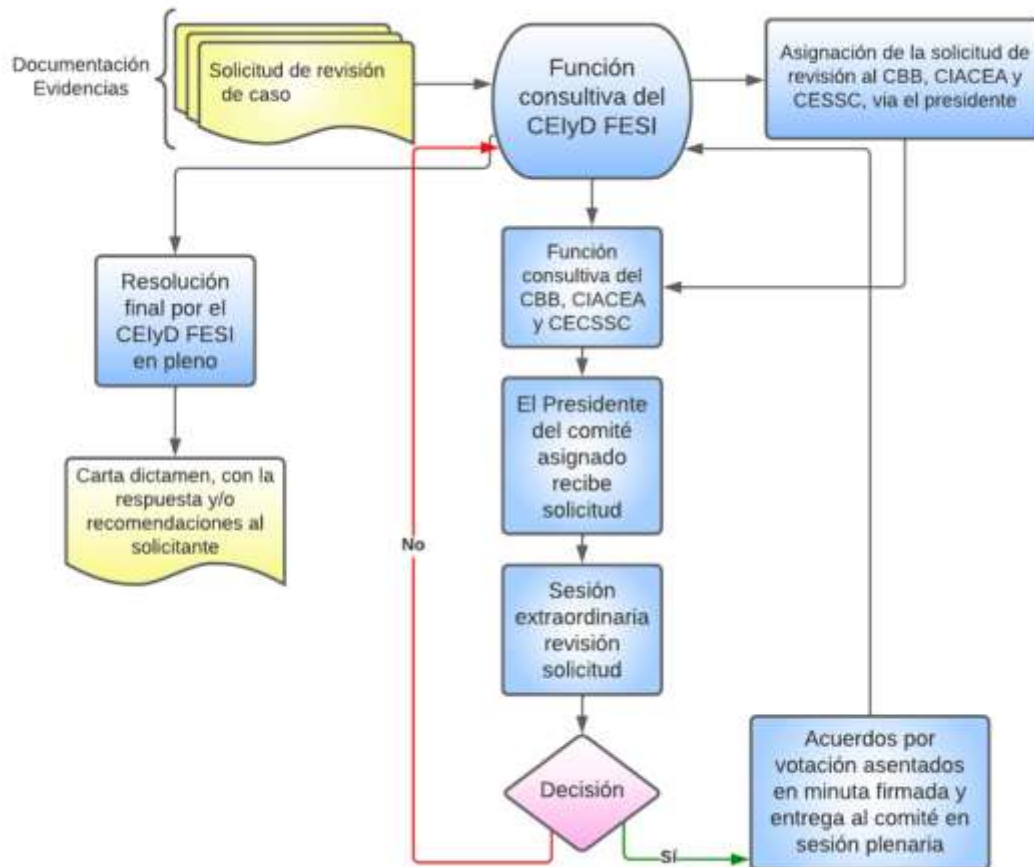 Documentación
Evidencias
Solicitud de revisión
de caso
Función
consultiva del
CEIyD FESI
Asignación de la solicitud de
revisión al CBB, CIACEA y
CESSC, via el presidente
Resolución
final por el
CEIyD FESI
en pleno
Función
consultiva del
CBB, CIACEA
y CECSSC
El Presidente
del comité
asignado
recibe
solicitud
Carta dictamen, con la
respuesta y/o
recomendaciones al
solicitante
No
Sesión
extraordinaria
revisión
solicitud
Decisión
Sí
Acuerdos por
votación asentados
en minuta firmada y
entrega al comité en
sesión plenaria